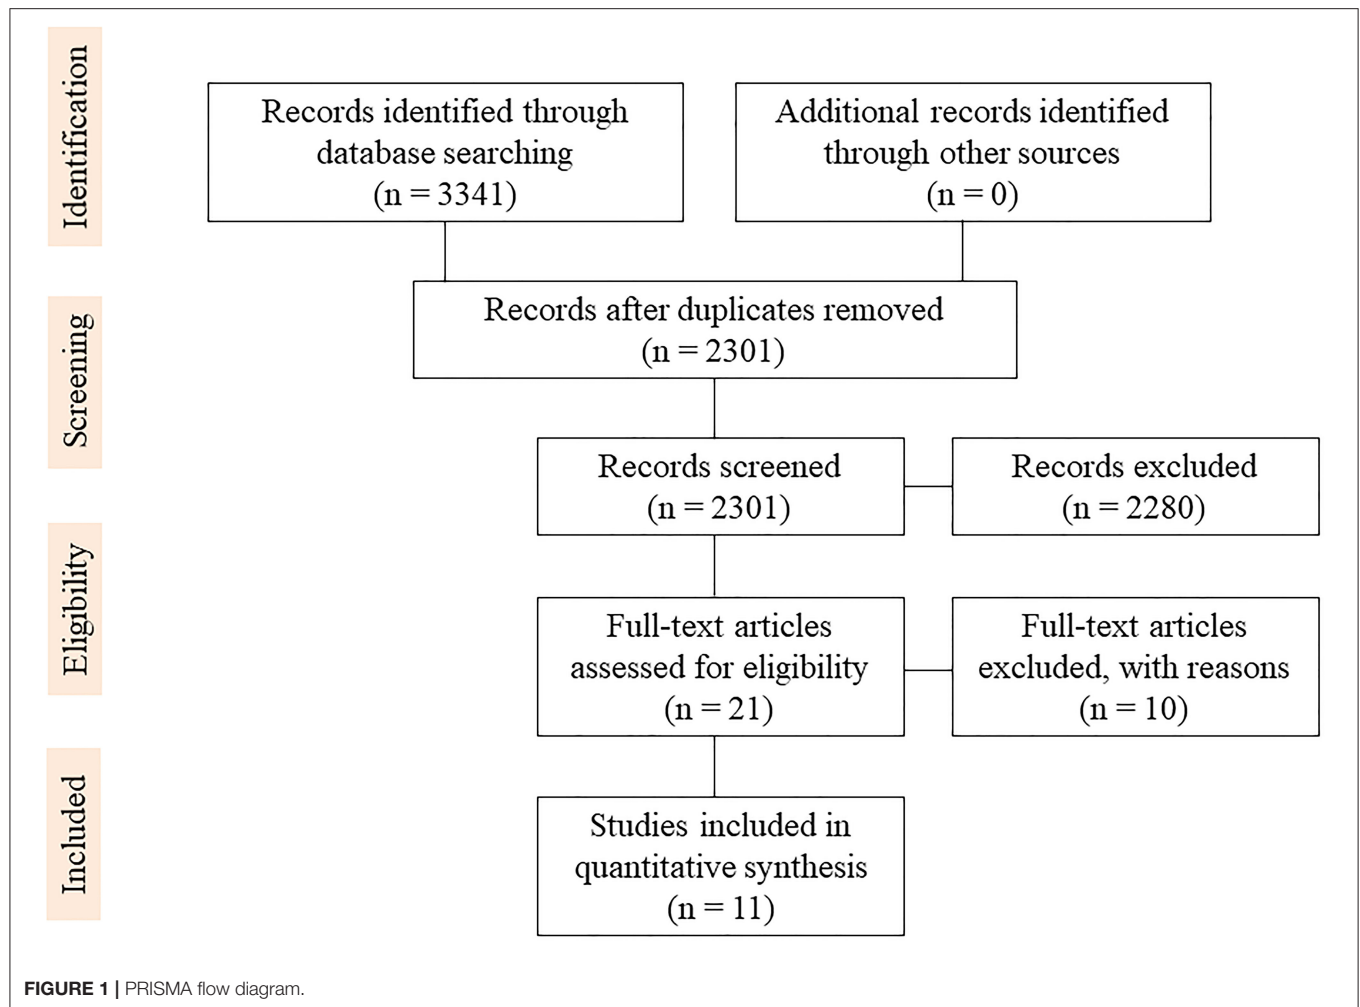 Identification
Records identified through
database searching
(n = 3341)
Additional records identified
through other sources
(n = 0)
Screening
Records after duplicates removed
(n = 2301)
Records screened
(n = 2301)
Records excluded
(n = 2280)
Eligibility
Full-text articles
assessed for eligibility
(n = 21)
Full-text articles
excluded, with reasons
(n = 10)
Included
Studies included in
quantitative synthesis
(n = 11)
FIGURE 1 | PRISMA flow diagram.